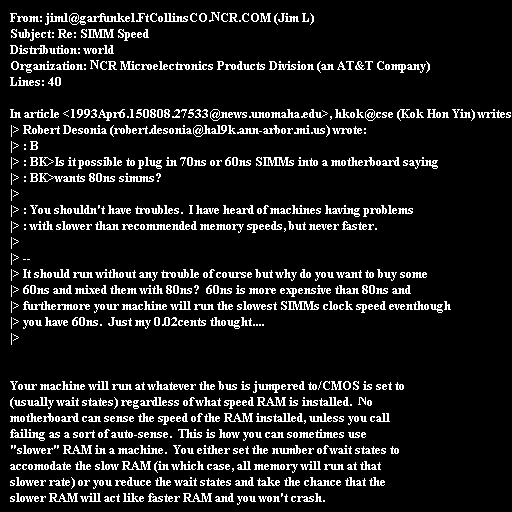 From: jiml@garfunkel.FtCollinsCO.NCR.COM (Jim L)
Subject: Re: SIMM Speed
Distribution: world
Organization: NCR Microelectronics Products Division (an AT&T Company)
Lines: 40

In article <1993Apr6.150808.27533@news.unomaha.edu>, hkok@cse (Kok Hon Yin) writes
|> Robert Desonia (robert.desonia@hal9k.ann-arbor.mi.us) wrote:
|> : B
|> : BK>Is it possible to plug in 70ns or 60ns SIMMs into a motherboard saying
|> : BK>wants 80ns simms?
|>
|> : You shouldn't have troubles.  I have heard of machines having problems
|> : with slower than recommended memory speeds, but never faster.
|>
|> --
|> It should run without any trouble of course but why do you want to buy some
|> 60ns and mixed them with 80ns?  60ns is more expensive than 80ns and
|> furthermore your machine will run the slowest SIMMs clock speed eventhough
|> you have 60ns.  Just my 0.02cents thought....
|>

Your machine will run at whatever the bus is jumpered to/CMOS is set to
(usually wait states) regardless of what speed RAM is installed.  No
motherboard can sense the speed of the RAM installed, unless you call
failing as a sort of auto-sense.  This is how you can sometimes use
"slower" RAM in a machine.  You either set the number of wait states to
accomodate the slow RAM (in which case, all memory will run at that
slower rate) or you reduce the wait states and take the chance that the
slower RAM will act like faster RAM and you won't crash.